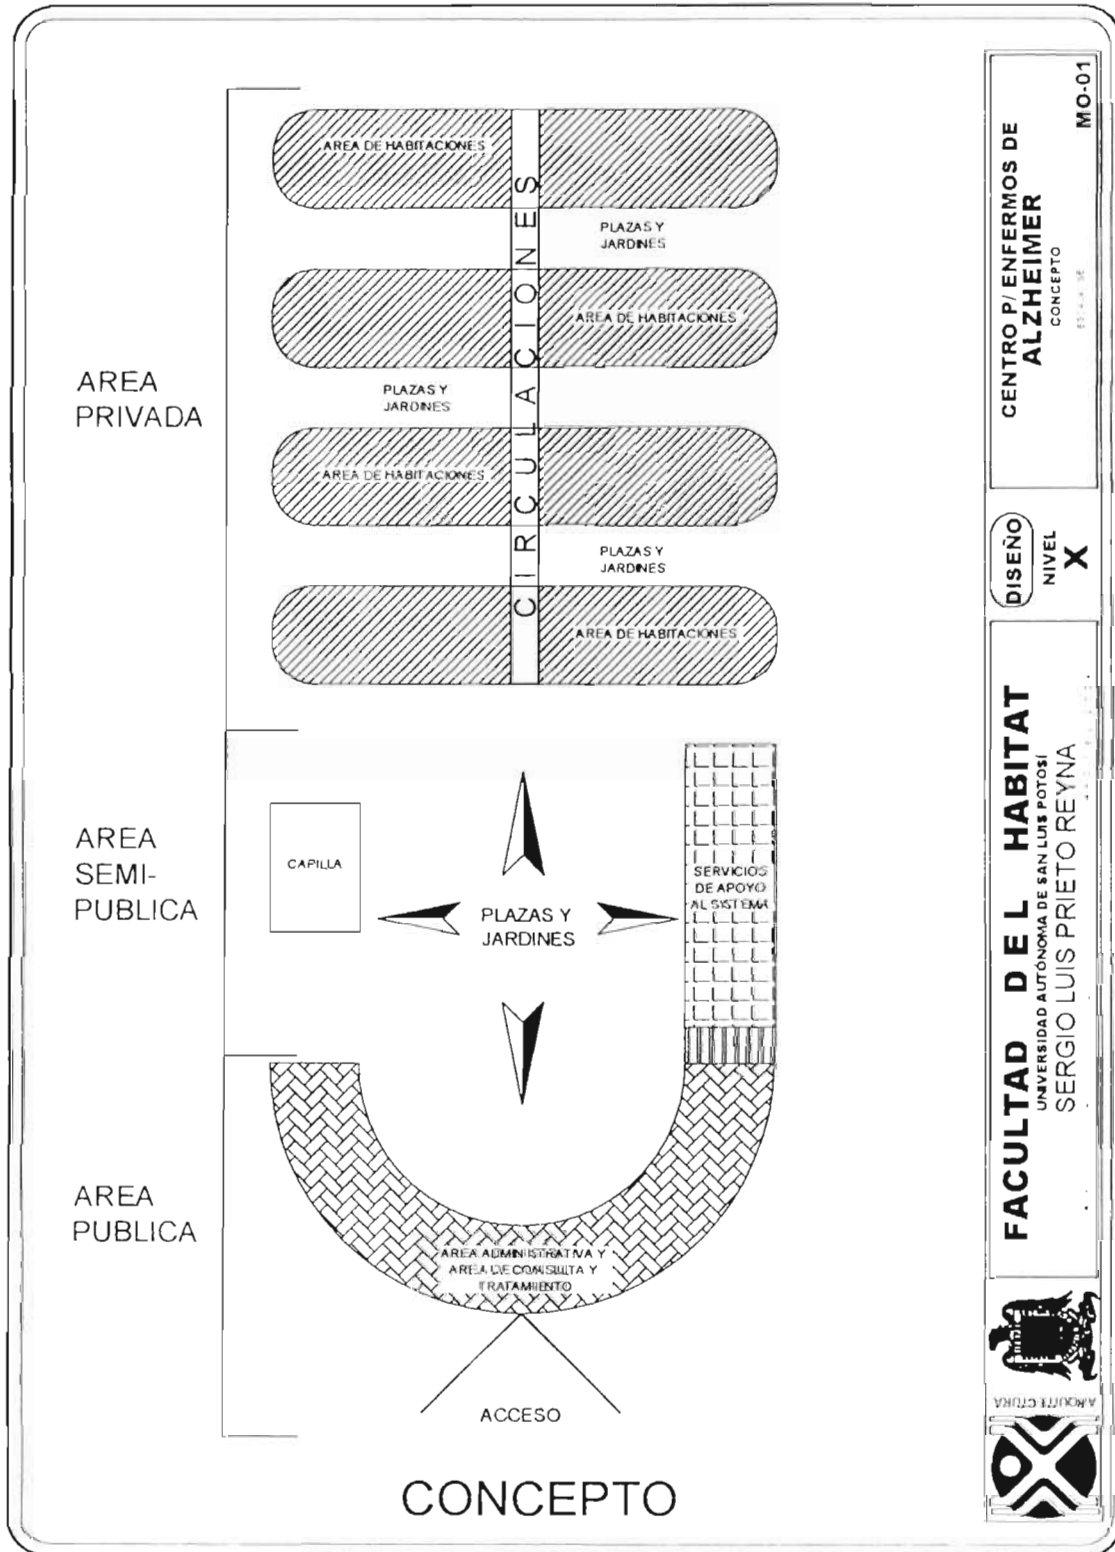 AREA
PRIVADA
AREA DE HABITACIONES
PLAZAS Y
JARDINES
AREA DE HABITACIONES
PLAZAS Y
JARDINES
AREA DE HABITACIONES
PLAZAS Y
JARDINES
AREA DE HABITACIONES
CIRCULACIONES
AREA
SEMI-
PUBLICA
CAPILLA
PLAZAS Y
JARDINES
SERVICIOS
DE APOYO
AL SISTEMA
AREA
PUBLICA
AREA ADMINISTRATIVA Y
AREA DE CONSULTA Y
TRATAMIENTO
ACCESO
CONCEPTO
CENTRO P/ ENFERMOS DE
ALZHEIMER
CONCEPTO
MO-01
DISEÑO
NIVEL
X
FACULTAD DEL HABITAT
UNIVERSIDAD AUTÓNOMA DE SAN LUIS POTOSÍ
SERGIO LUIS PRIETO REYNA
ARQUITECTURA